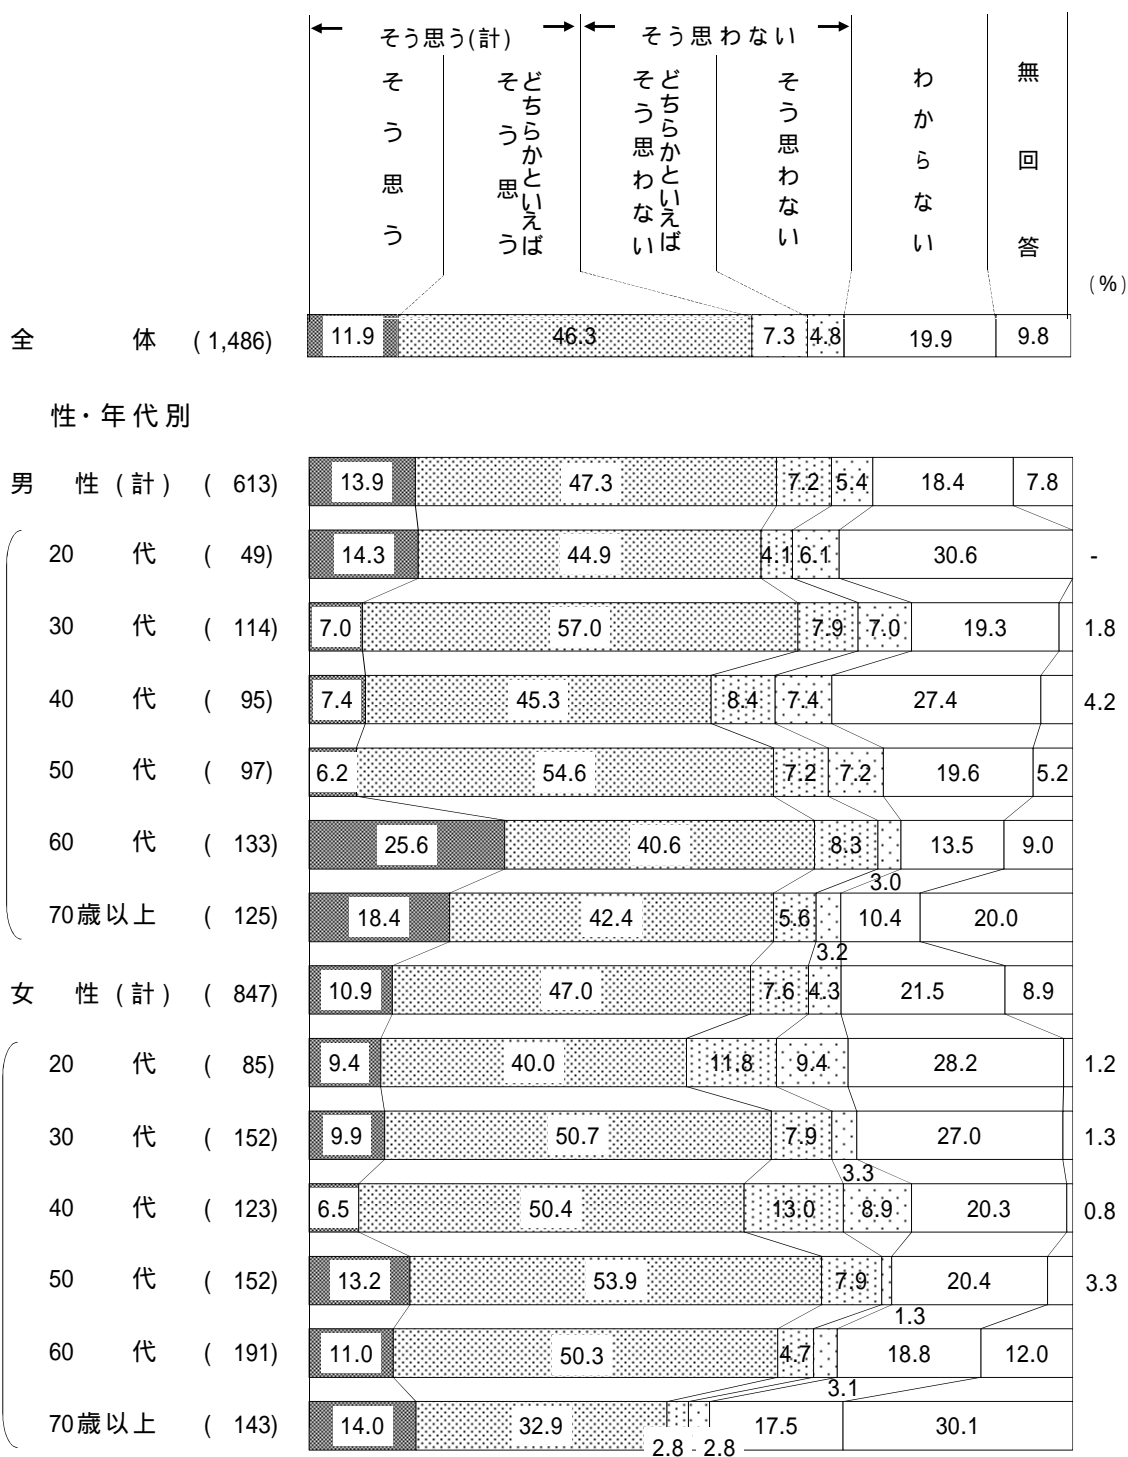 そう思う(計)
そう思わない
そう思う
どちらかといえば
そう思う
どちらかといえば
そう思わない
そう思わない
わからない
無回答
(%)
全体 (1,486) 11.9 46.3 7.3 4.8 19.9 9.8
性・年代別
男性(計) ( 613) 13.9 47.3 7.2 5.4 18.4 7.8
20代 ( 49) 14.3 44.9 4.1 6.1 30.6 -
30代 ( 114) 7.0 57.0 7.9 7.0 19.3 1.8
40代 ( 95) 7.4 45.3 8.4 7.4 27.4 4.2
50代 ( 97) 6.2 54.6 7.2 7.2 19.6 5.2
60代 ( 133) 25.6 40.6 8.3 13.5 9.0
3.0
70歳以上 ( 125) 18.4 42.4 5.6 10.4 20.0
3.2
女性(計) ( 847) 10.9 47.0 7.6 4.3 21.5 8.9
20代 ( 85) 9.4 40.0 11.8 9.4 28.2 1.2
30代 ( 152) 9.9 50.7 7.9 27.0 1.3
3.3
40代 ( 123) 6.5 50.4 13.0 8.9 20.3 0.8
50代 ( 152) 13.2 53.9 7.9 20.4 3.3
1.3
60代 ( 191) 11.0 50.3 4.7 18.8 12.0
3.1
70歳以上 ( 143) 14.0 32.9 17.5 30.1
2.8 2.8